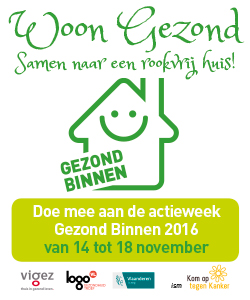 Woon Gezond
Samen naar een rookvrij huis!
GEZOND
BINNEN
Doe mee aan de actieweek
Gezond Binnen 2016
van 14 tot 18 november
vigez
logo
Vlaanderen
ism
Kom op
tegen Kanker